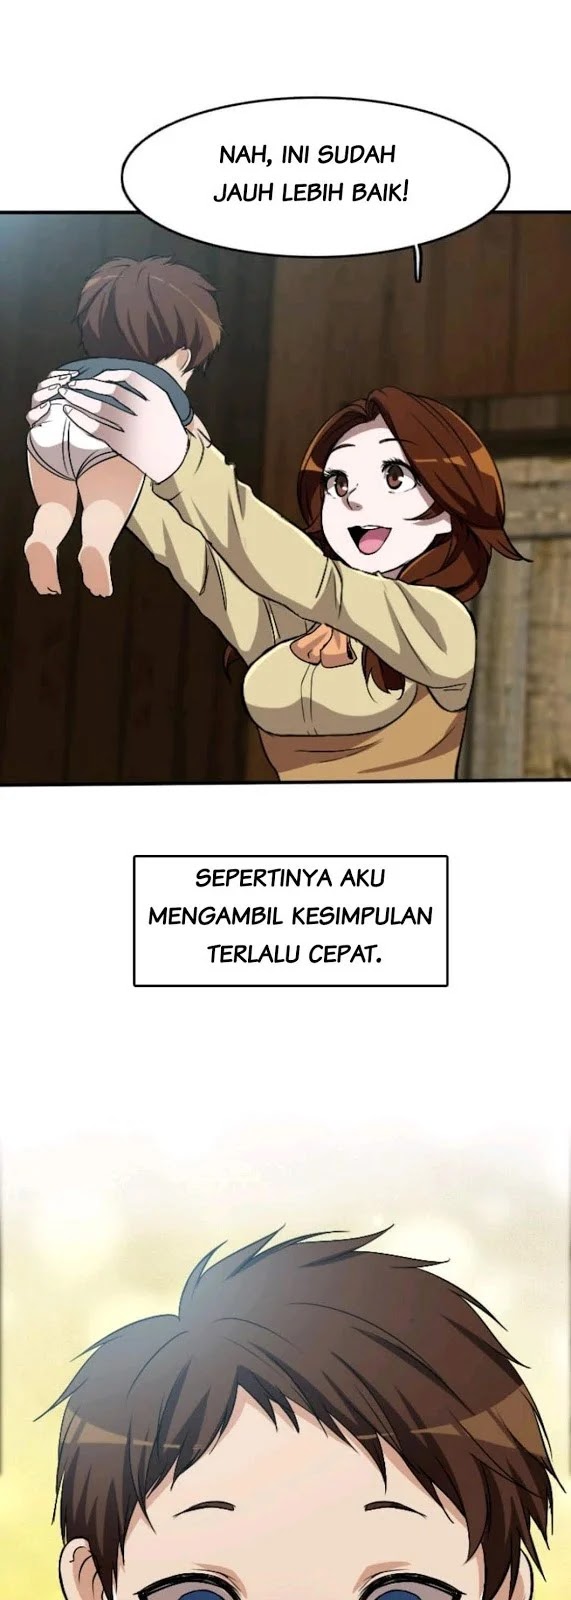 NAH, INI SUDAH
JAUH LEBIH BAIK!
SEPERTINYA AKU
MENGAMBIL KESIMPULAN
TERLALU CEPAT.